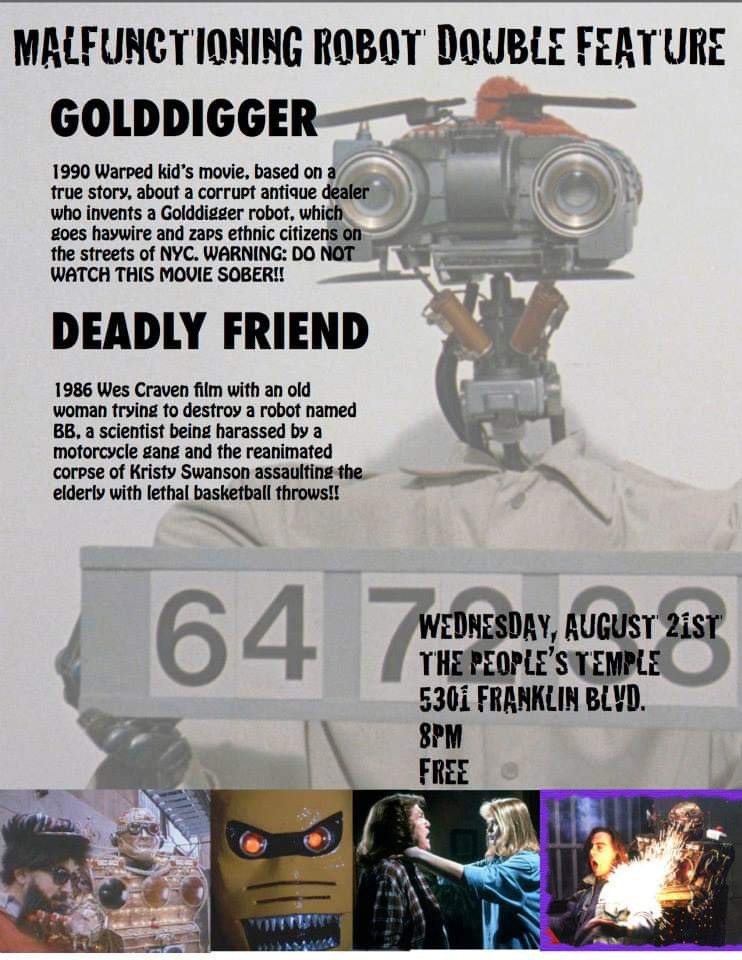 MALFUNCTIONING ROBOT DOUBLE FEATURE
GOLDDIGGER
1990 Warped kid's movie, based on a
true story, about a corrupt antique dealer
who invents a Golddigger robot, which
goes haywire and zaps ethnic citizens on
the streets of NYC. WARNING: DO NOT
WATCH THIS MOVIE SOBER!!
DEADLY FRIEND
1986 Wes Craven film with an old
woman trying to destroy a robot named
BB, a scientist being harassed by a
motorcycle gang and the reanimated
corpse of Kristy Swanson assaulting the
elderly with lethal basketball throws!!
64 72 88
WEDNESDAY, AUGUST 21ST
THE PEOPLE'S TEMPLE
5301 FRANKLIN BLVD.
8PM
FREE